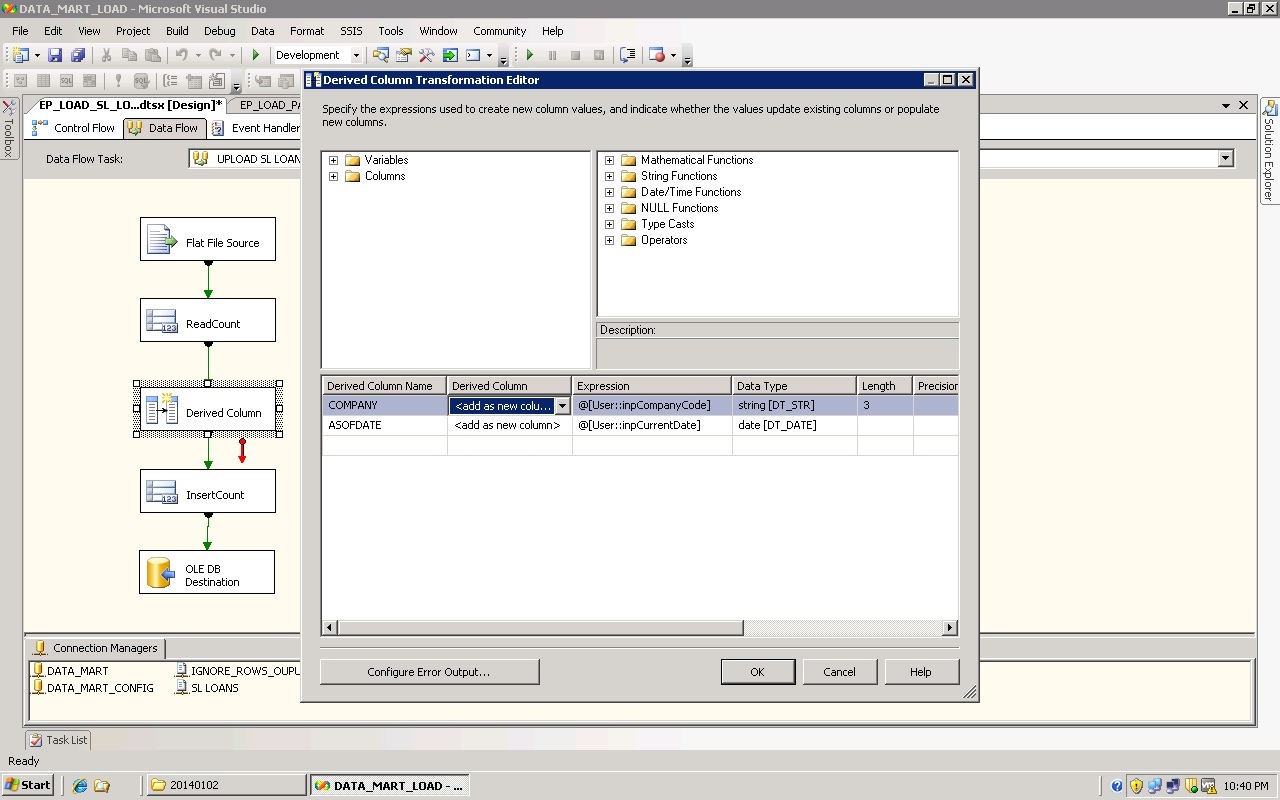 DATA_MART_LOAD - Microsoft Visual Studio
File Edit View Project Build Debug Data Format SSIS Tools Window Community Help
Development
EP_LOAD_SL_LO...dtsx [Design]* EP_LOAD_PA
Derived Column Transformation Editor
Toolbox
Control Flow Data Flow Event Handler
Data Flow Task: UPLOAD SL LOAN
Solution Explorer
Specify the expressions used to create new column values, and indicate whether the values update existing columns or populate
new columns.
Variables
Columns
Mathematical Functions
String Functions
Date/Time Functions
NULL Functions
Type Casts
Operators
Description:
Flat File Source
ReadCount
Derived Column
InsertCount
OLE DB
Destination
Derived Column Name Derived Column Expression Data Type Length Precision
COMPANY <add as new colu... @[User::inpCompanyCode] string [DT_STR] 3
ASOFDATE <add as new column> @[User::inpCurrentDate] date [DT_DATE]
Configure Error Output... OK Cancel Help
Connection Managers
DATA_MART IGNORE_ROWS_OUPU
DATA_MART_CONFIG SL LOANS
Task List
Ready
Start 20140102 DATA_MART_LOAD - ... 10:40 PM